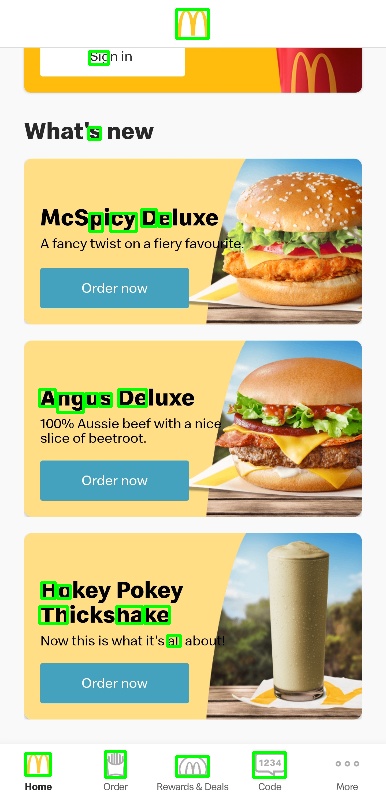 Sign in
What's new
McSpicy Deluxe
A fancy twist on a fiery favourite.
Order now
Angus Deluxe
100% Aussie beef with a nice
slice of beetroot.
Order now
Hokey Pokey
Thickshake
Now this is what it's all about!
Order now
1234
Home
Order
Rewards & Deals
Code
More